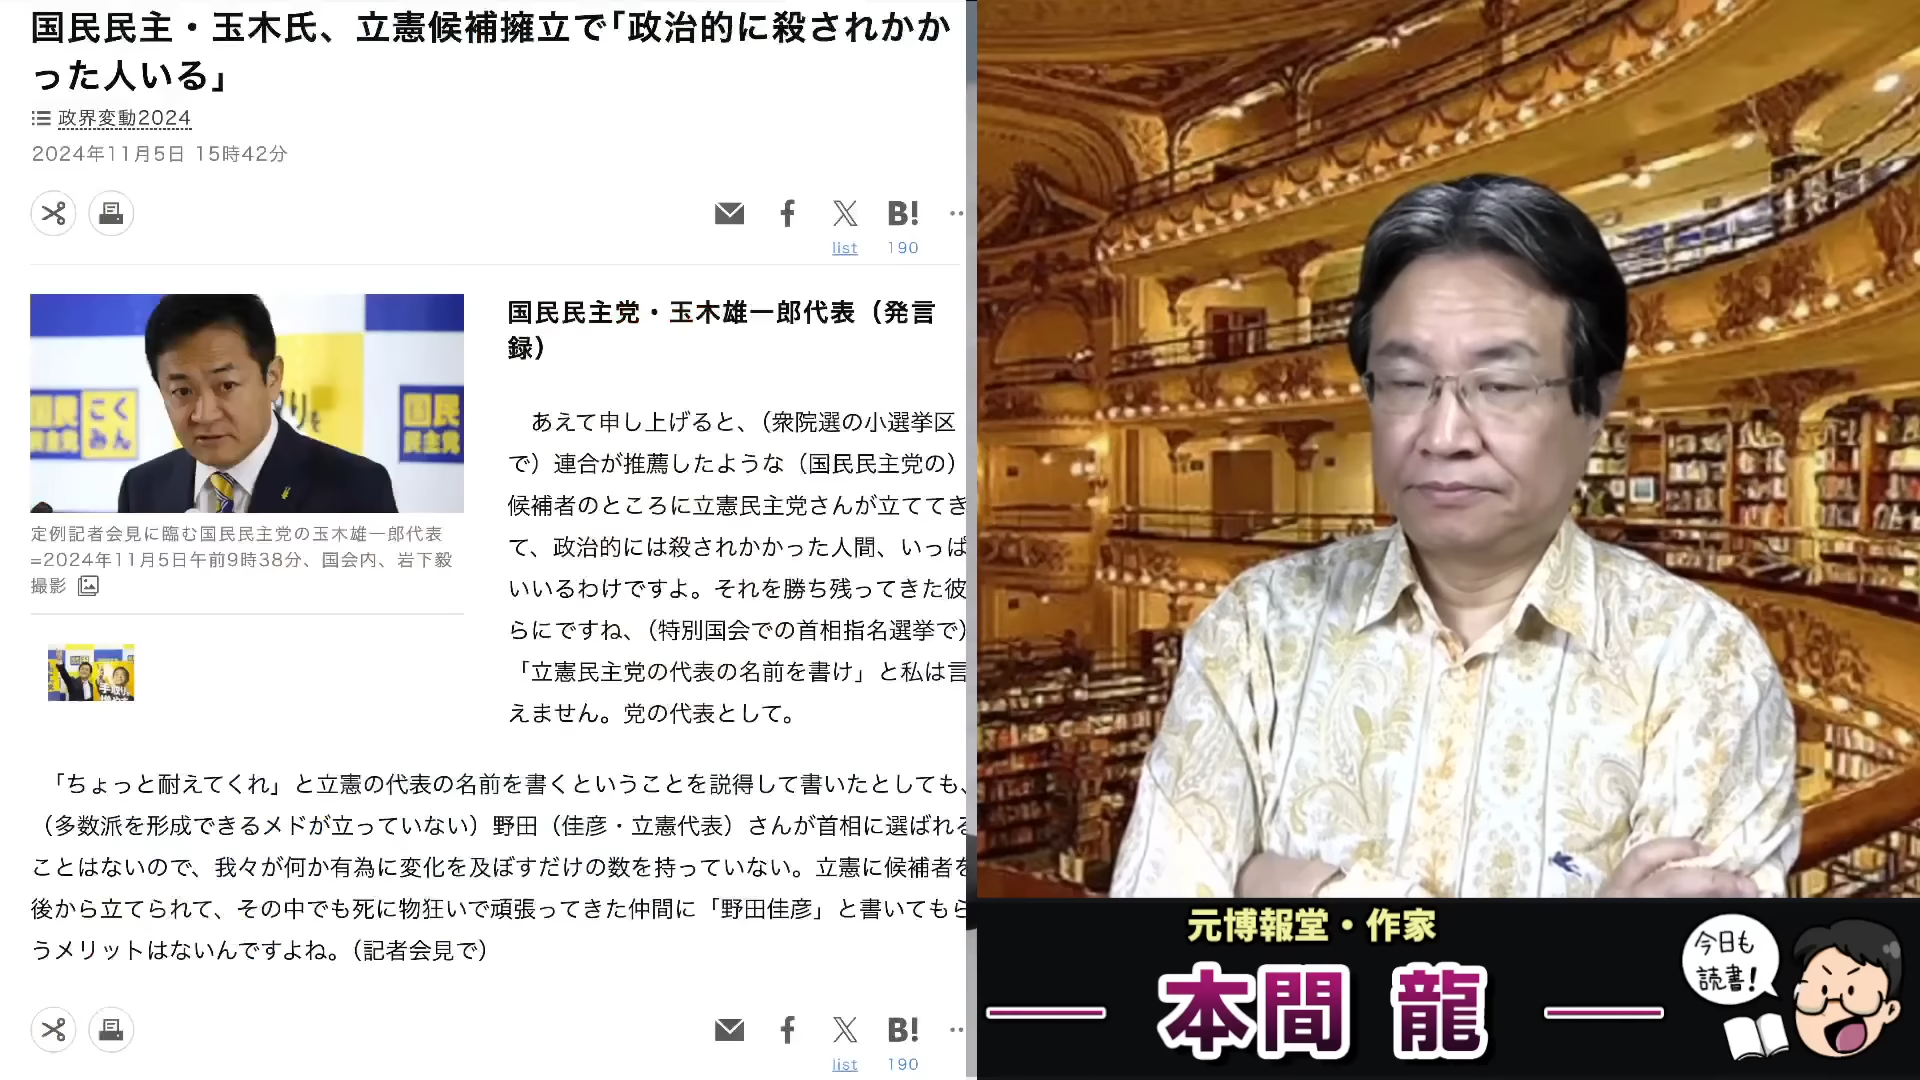 国民民主・玉木氏、立憲候補擁立で「政治的に殺されかか
った人いる」
政界変動2024
2024年11月5日 15時42分
B!
list
190
国民民主党・玉木雄一郎代表（発言
録）
あえて申し上げると、（衆院選の小選挙区
で）連合が推薦したような（国民民主党の）
候補者のところに立憲民主党さんが立ててき
て、政治的には殺されかかった人間、いっぱ
いいるわけですよ。それを勝ち残ってきた彼
らにですね、（特別国会での首相指名選挙で）
「立憲民主党の代表の名前を書け」と私は言
えません。党の代表として。
国民
民主党
こく
みん
国民
民主党
定例記者会見に臨む国民民主党の玉木雄一郎代表
=2024年11月5日午前9時38分、国会内、岩下毅
撮影
「ちょっと耐えてくれ」と立憲の代表の名前を書くということを説得して書いたとしても、
（多数派を形成できるメドが立っていない）野田（佳彦・立憲代表）さんが首相に選ばれる
ことはないので、我々が何か有為に変化を及ぼすだけの数を持っていない。立憲に候補者を
後から立てられて、その中でも死に物狂いで頑張ってきた仲間に「野田佳彦」と書いてもら
うメリットはないんですよね。（記者会見で）
B!
list
190
元博報堂・作家
本間 龍
今日も
読書!